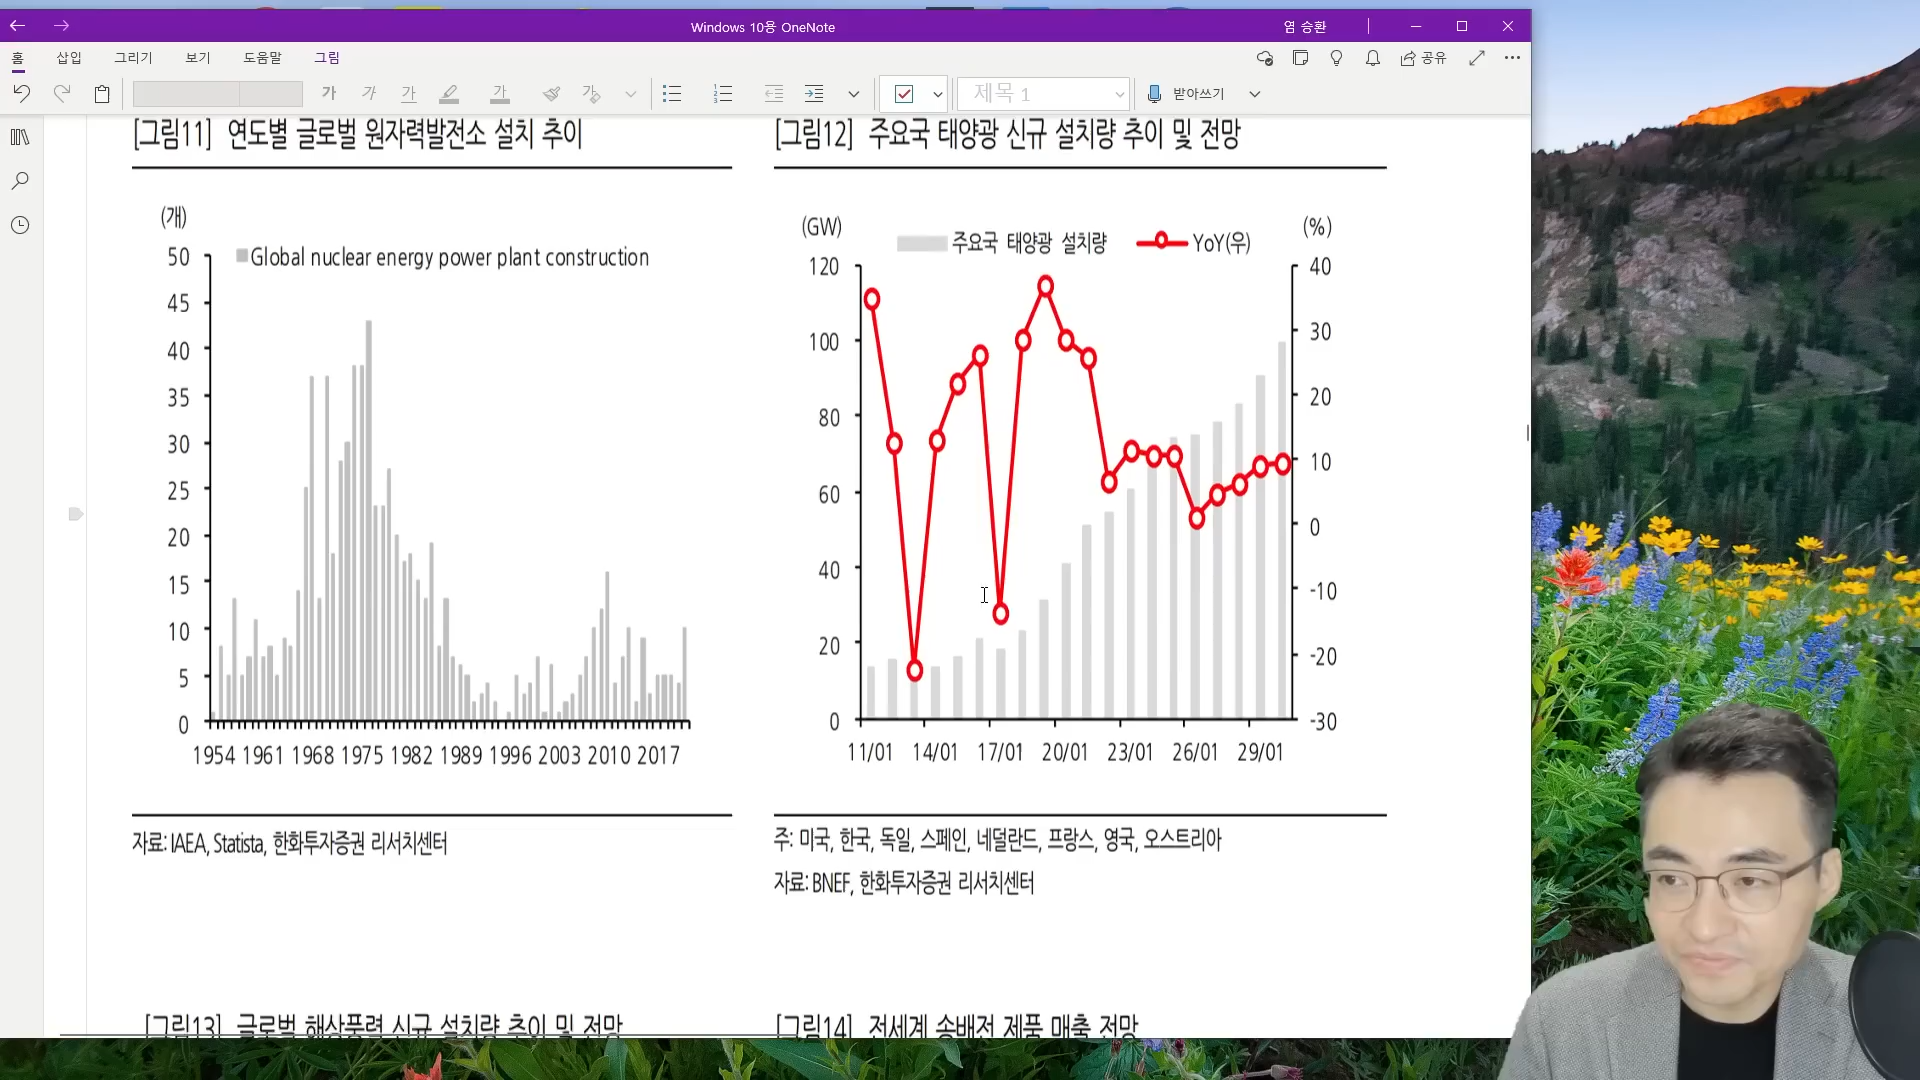 Windows 10용 OneNote
염 승환
홈 삽입 그리기 보기 도움말 그림
공유
가 가 가 가 가
제목 1
받아쓰기
[그림11] 연도별 글로벌 원자력발전소 설치 추이
(개)
Global nuclear energy power plant construction
50
45
40
35
30
25
20
15
10
5
0
1954 1961 1968 1975 1982 1989 1996 2003 2010 2017
자료: IAEA, Statista, 한화투자증권 리서치센터
[그림12] 주요국 태양광 신규 설치량 추이 및 전망
(GW)
(%)
주요국 태양광 설치량
YoY(우)
120
100
80
60
40
20
0
40
30
20
10
0
-10
-20
-30
11/01 14/01 17/01 20/01 23/01 26/01 29/01
주: 미국, 한국, 독일, 스페인, 네덜란드, 프랑스, 영국, 오스트리아
자료: BNEF, 한화투자증권 리서치센터
[그림13] 글로벌 해상풍력 신규 설치량 추이 및 전망
[그림14] 전세계 송배전 제품 매출 전망